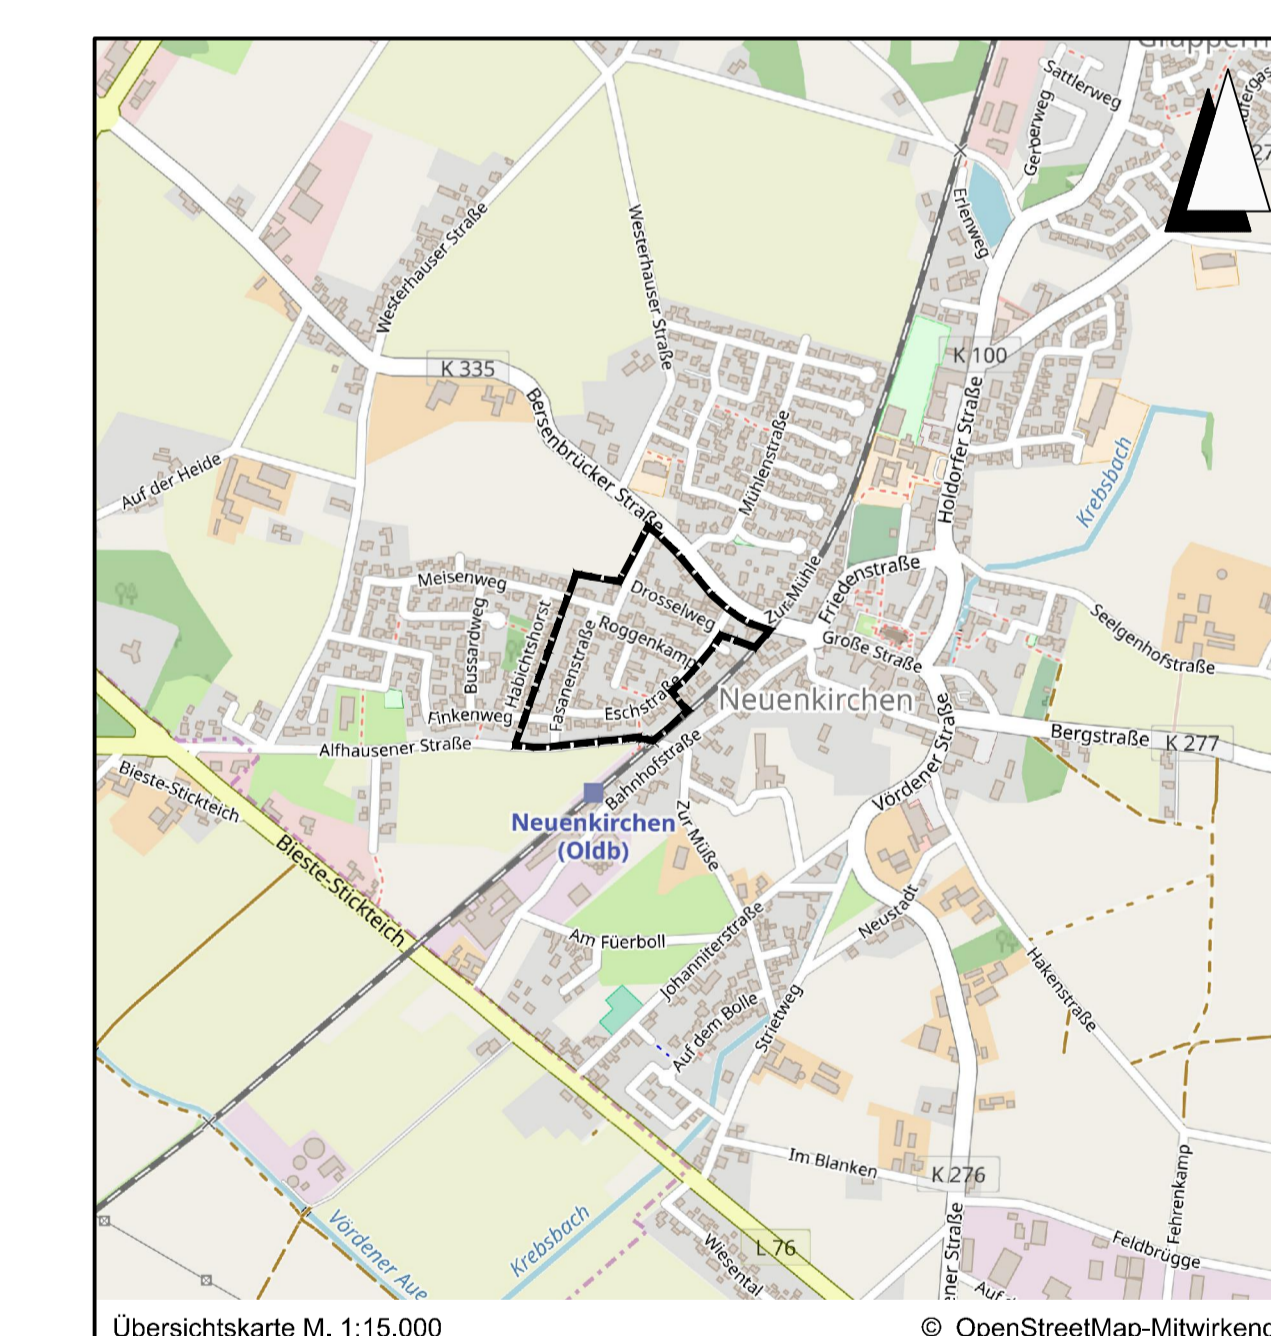 Sattlerweg
Gerberweg
27
Erlenweg
Westerhauser Straße
Westerhauser Straße
K 335
K 100
Bersenbrücker Straße
Mühlenstraße
Holdorfer Straße
Krebsbach
Auf der Heide
Meisenweg
Drosselweg
Zur Mühle
Friedenstraße
Bussardweg
Habichtshorst
Fasanenstraße
Roggenkamp
Große Straße
Seelgenhofstraße
Finkenweg
Eschstraße
Neuenkirchen
Alfhausener Straße
Bahnhofstraße
Bergstraße
K 277
Bieste-Stickteich
Vördener Straße
Neuenkirchen
(Oldb)
Zur Müße
Bieste-Stickteich
Neustadt
Am Füerboll
Johanniterstraße
Hakenstraße
Auf dem Bolle
Strietweg
Im Blanken
K 276
Fehrenkamp
Vördener Aue
Krebsbach
Wiesental
L 76
ener Straße
Feldbrügge
Übersichtskarte M. 1:15.000
© OpenStreetMap-Mitwirkend